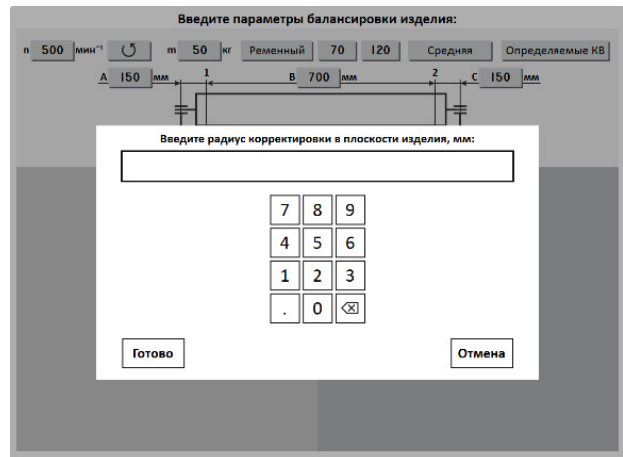 Введите параметры балансировки изделия:
n 500 мин⁻¹ m 50 кг Ременный 70 120 Средняя Определяемые КВ
A 150 мм 1 B 700 мм 2 C 150 мм
Введите радиус корректировки в плоскости изделия, мм:
7 8 9
4 5 6
1 2 3
. 0
Готово Отмена